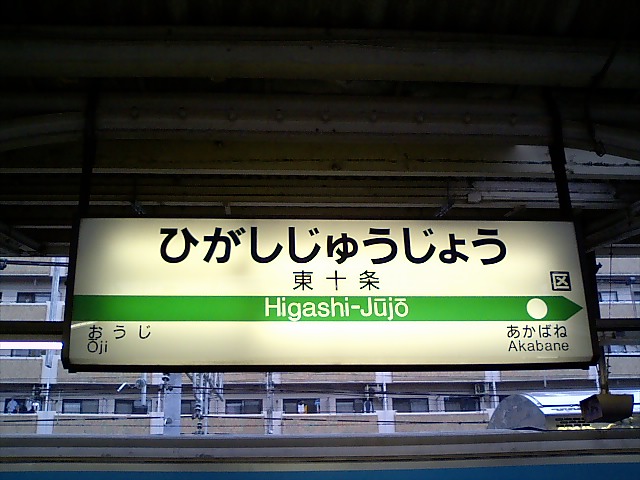 ひがしじゅうじょう
東十条
区
Higashi-Jūjō
おうじ
Oji
あかばね
Akabane